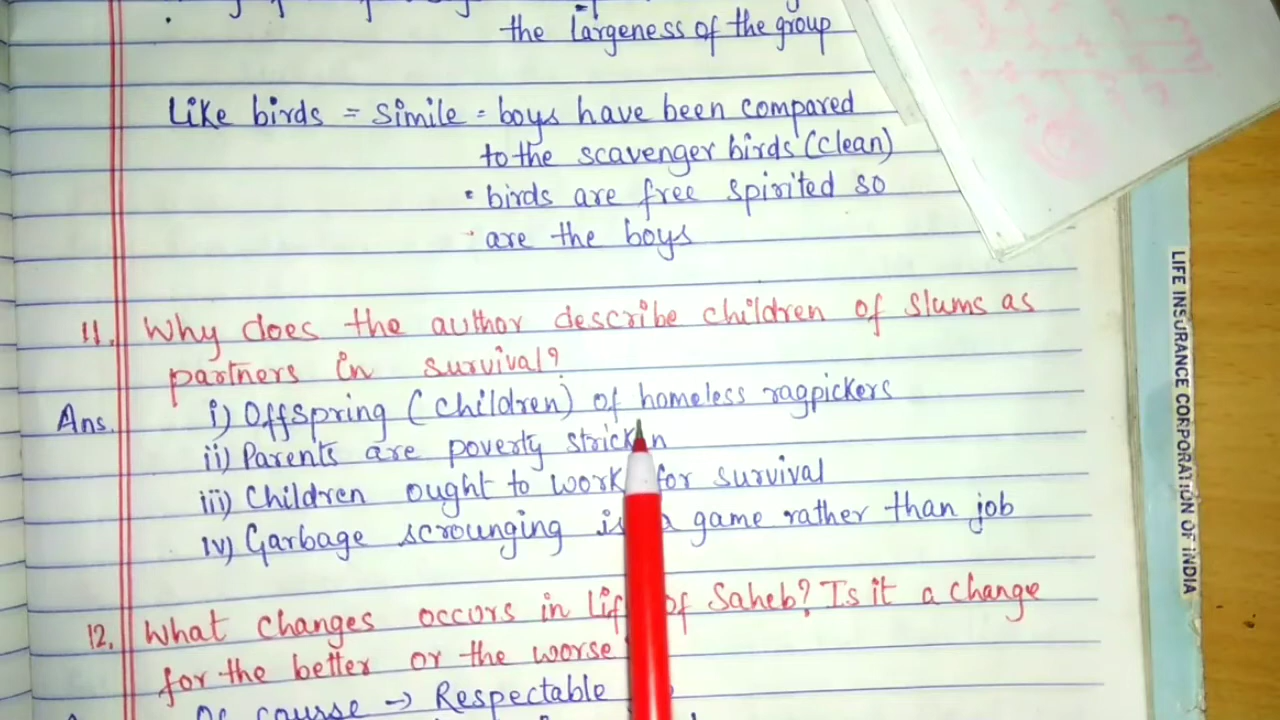 the largeness of the group
Like birds = Simile = boys have been compared
to the scavenger birds (clean)
• birds are free spirited so
are the boys
11. Why does the author describe children of slums as
partners in survival?
Ans. i) Offspring (children) of homeless ragpickers
ii) Parents are poverty stricken
iii) Children ought to work for survival
iv) Garbage scrounging is a game rather than job
12. What changes occurs in life of Saheb? Is it a change
for the better or the worse
Of course → Respectable
LIFE INSURANCE CORPORATION OF INDIA